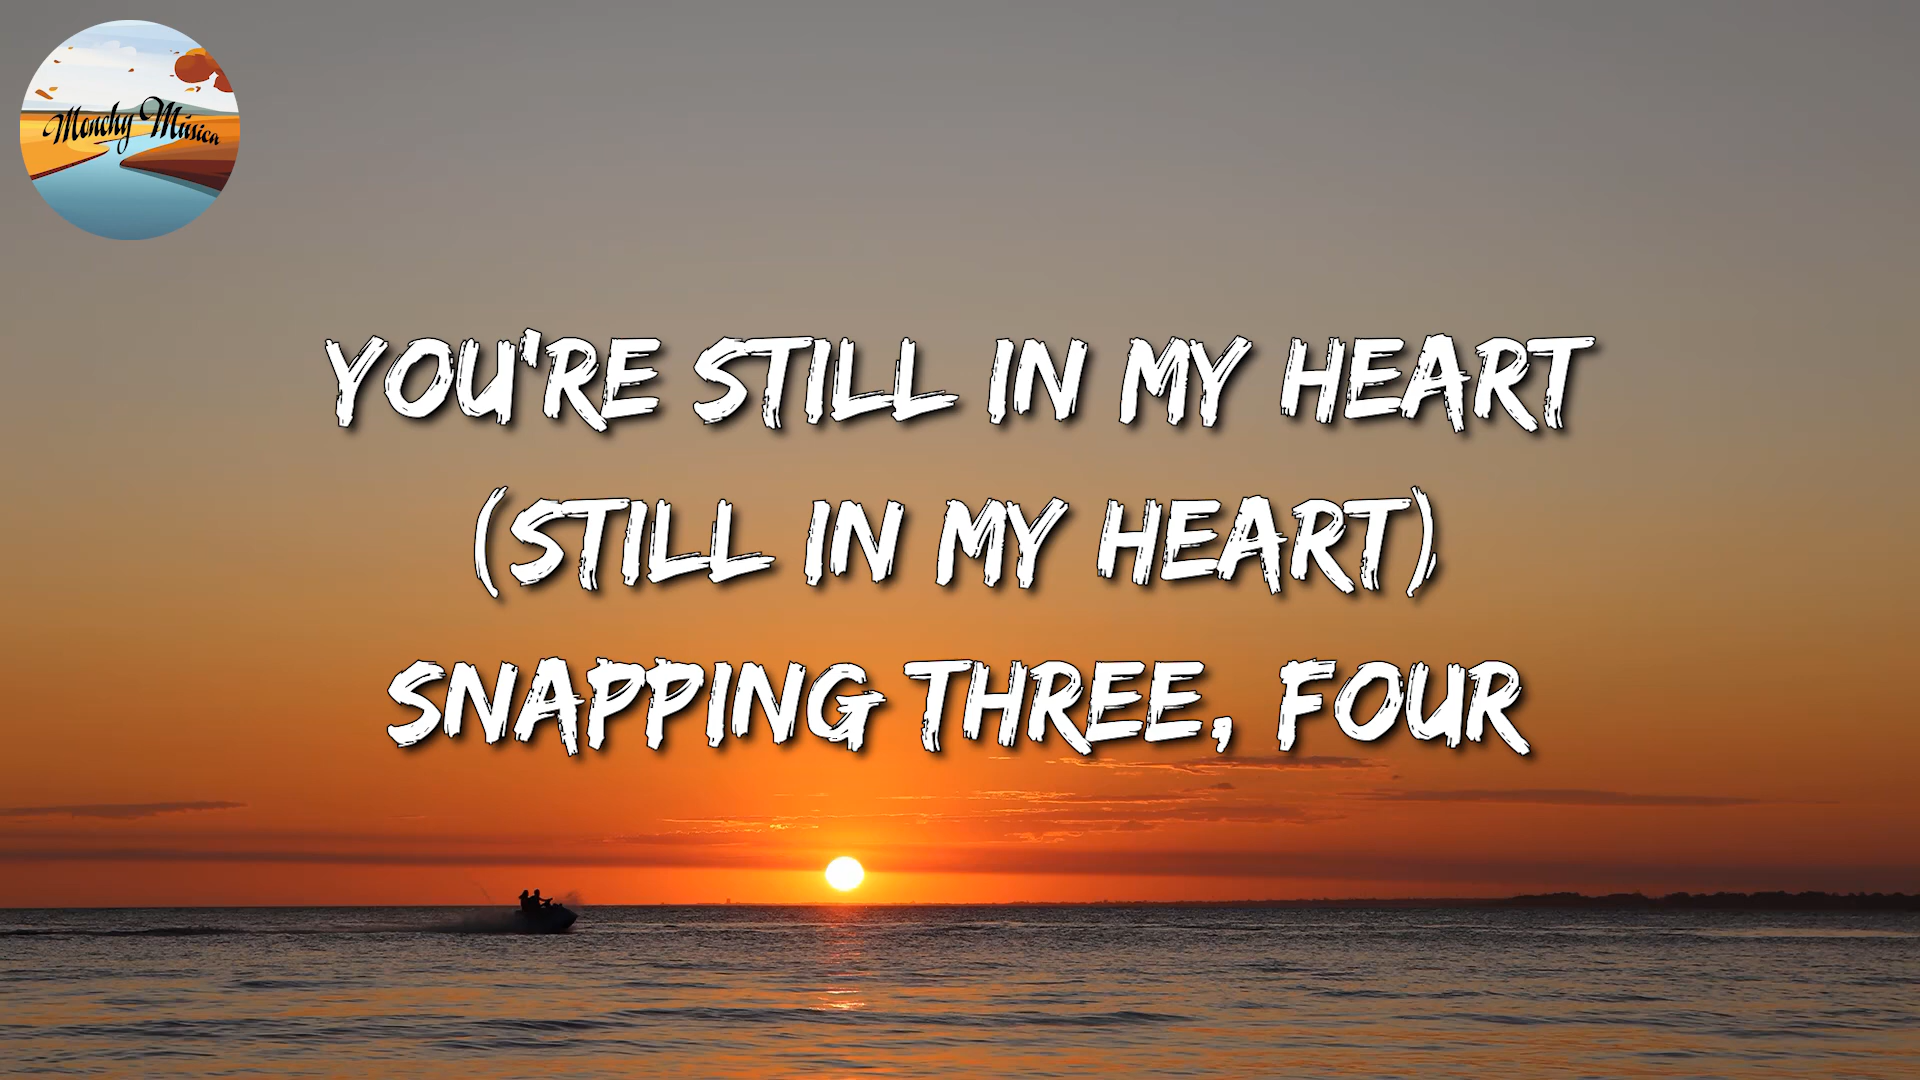 Monchy Música
YOU'RE STILL IN MY HEART
(STILL IN MY HEART)
SNAPPING THREE, FOUR